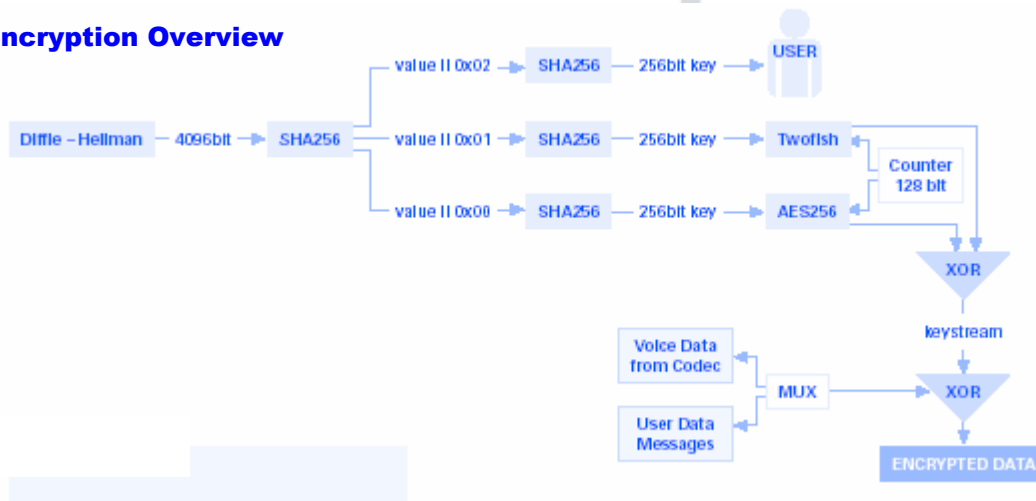 ncryption Overview
USER
value II 0x02
SHA256
256bit key
Diffie – Hellman
4096bit
SHA256
value II 0x01
SHA256
256bit key
Twofish
Counter
128 bit
value II 0x00
SHA256
256bit key
AES256
XOR
keystream
Voice Data
from Codec
MUX
XOR
User Data
Messages
ENCRYPTED DATA